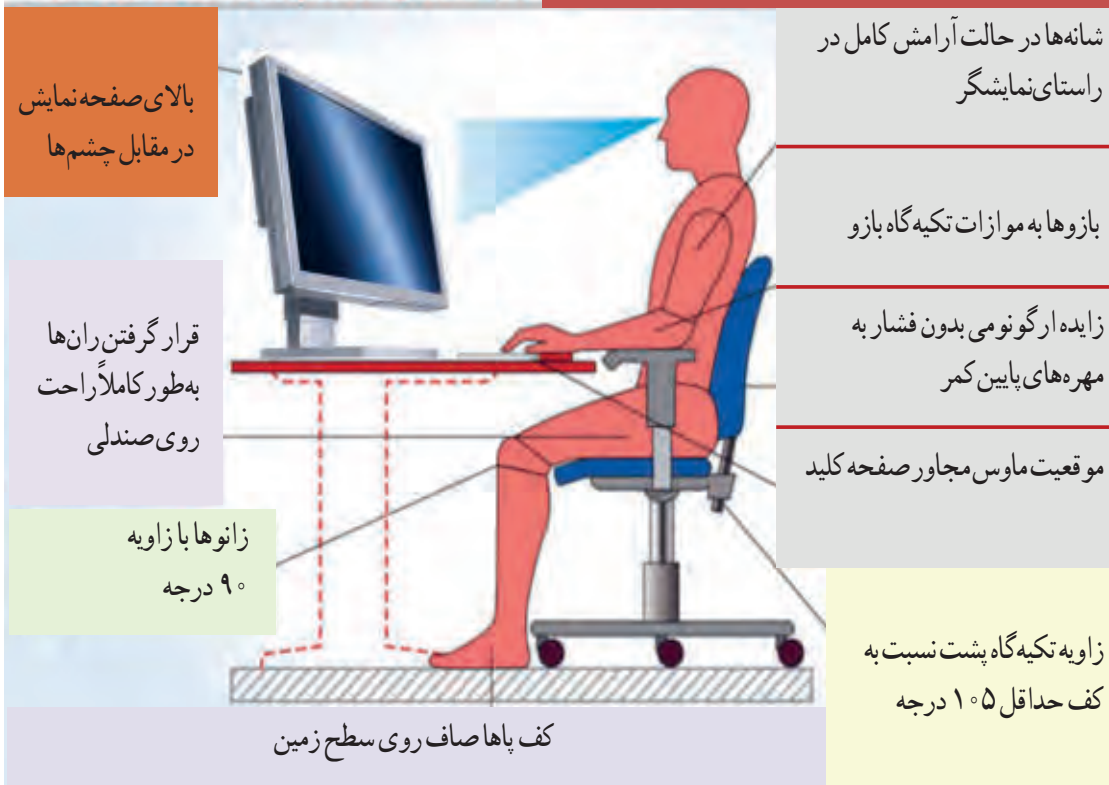 شانه‌ها در حالت آرامش کامل در
راستای نمایشگر
بازوها به موازات تکیه‌گاه بازو
زایده ارگونومی بدون فشار به
مهره‌های پایین کمر
موقعیت ماوس مجاور صفحه کلید
زاویه تکیه‌گاه پشت نسبت به
کف حداقل ۱۰۵ درجه
بالای صفحه نمایش
در مقابل چشم‌ها
قرار گرفتن ران‌ها
به‌طور کاملاً راحت
روی صندلی
زانوها با زاویه
۹۰ درجه
کف پاها صاف روی سطح زمین